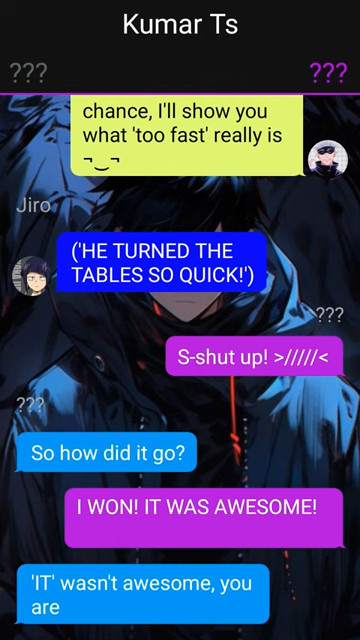 Kumar Ts
???
???
chance, I'll show you
what 'too fast' really is
¬‿¬
Jiro
('HE TURNED THE
TABLES SO QUICK!')
???
S-shut up! >/////<
???
So how did it go?
I WON! IT WAS AWESOME!
'IT' wasn't awesome, you
are